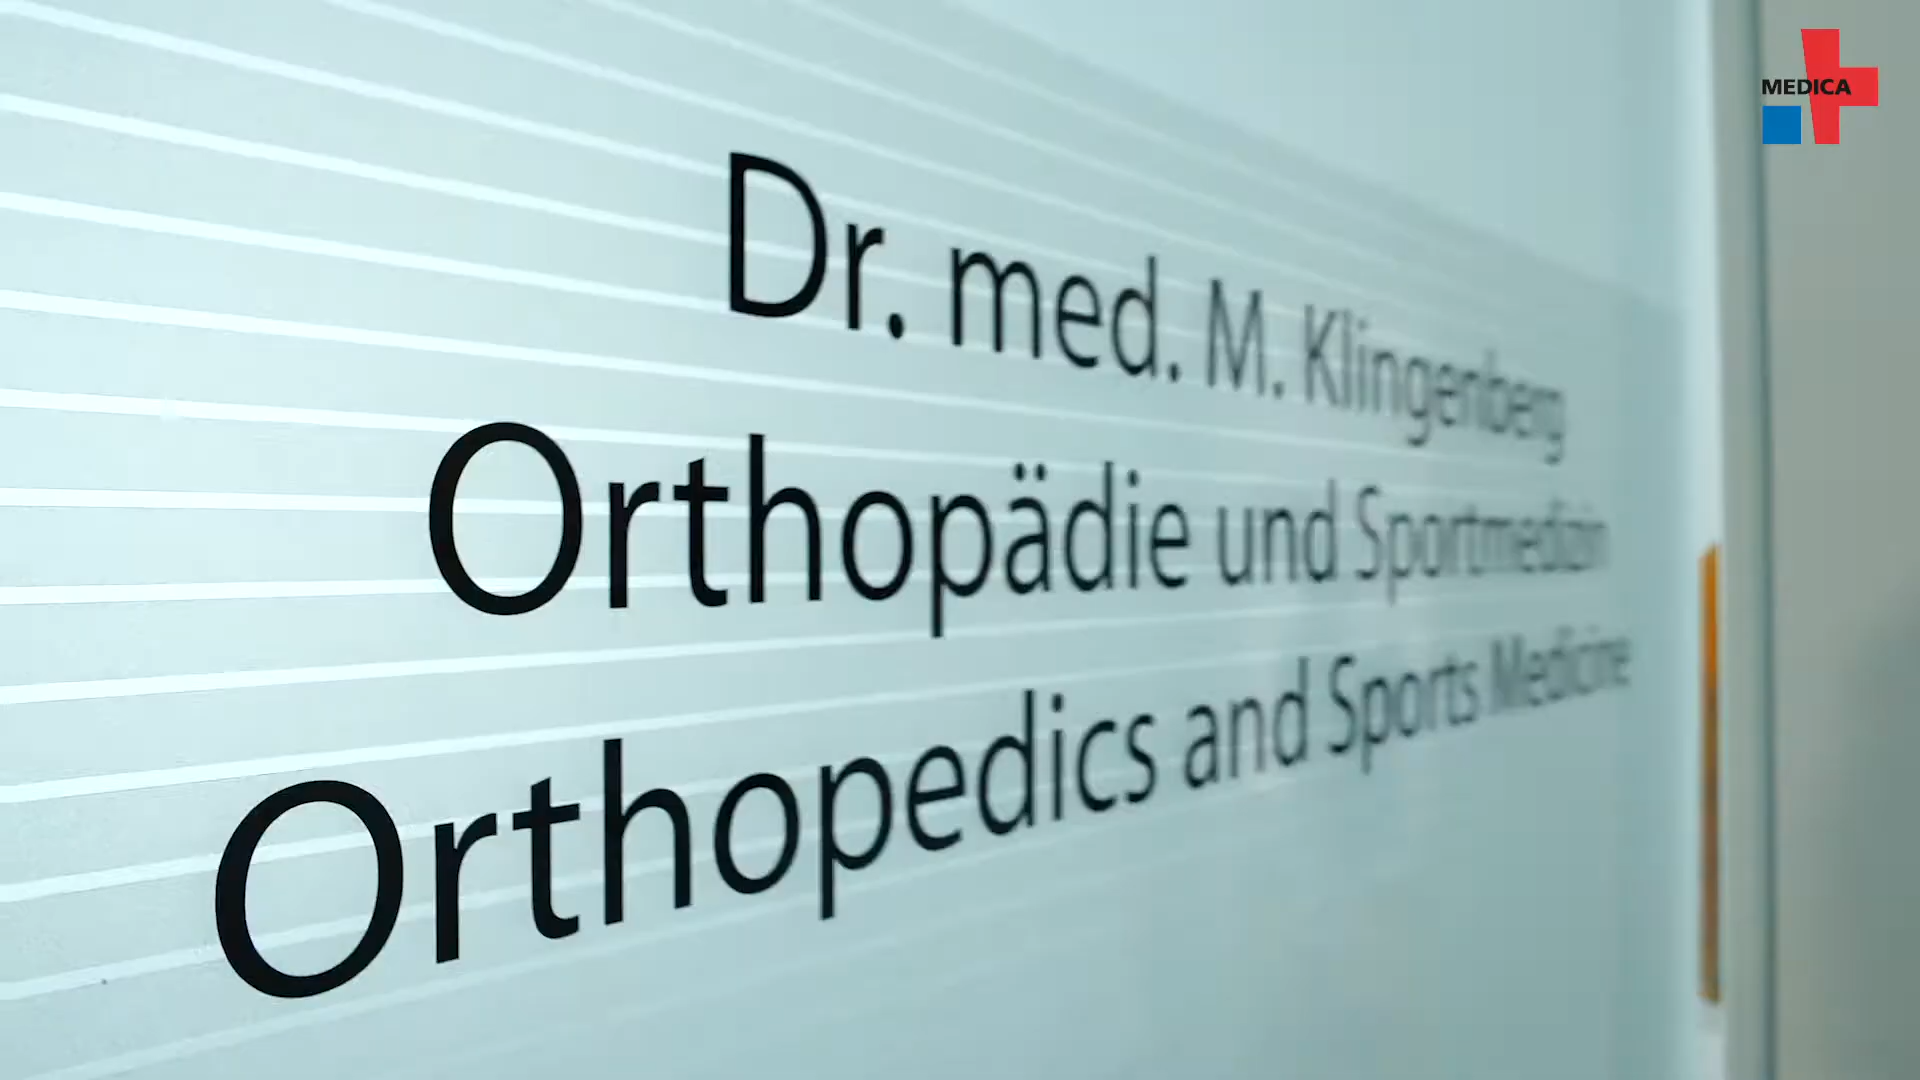 MEDICA
Dr. med. M. Klingenberg
Orthopädie und Sportmedizin
Orthopedics and Sports Medicine